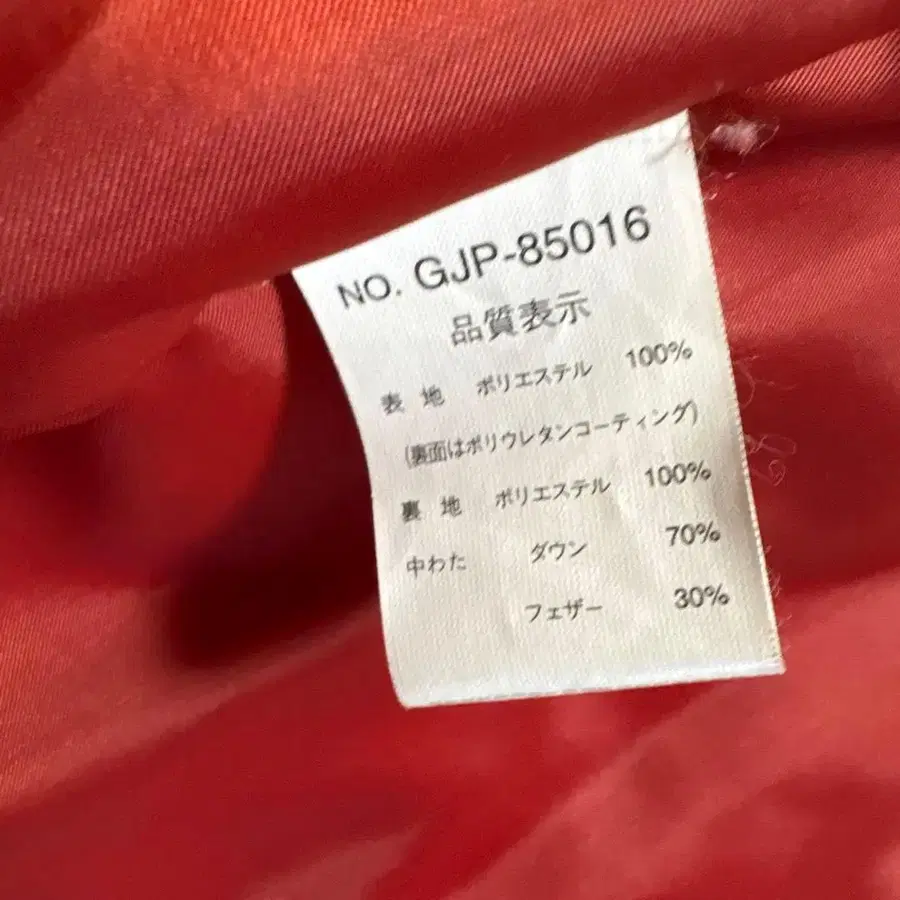 NO. GJP-85016
品質表示
表 地 ポリエステル 100%
(裏面はポリウレタンコーティング)
裏 地 ポリエステル 100%
中わた ダウン 70%
フェザー 30%